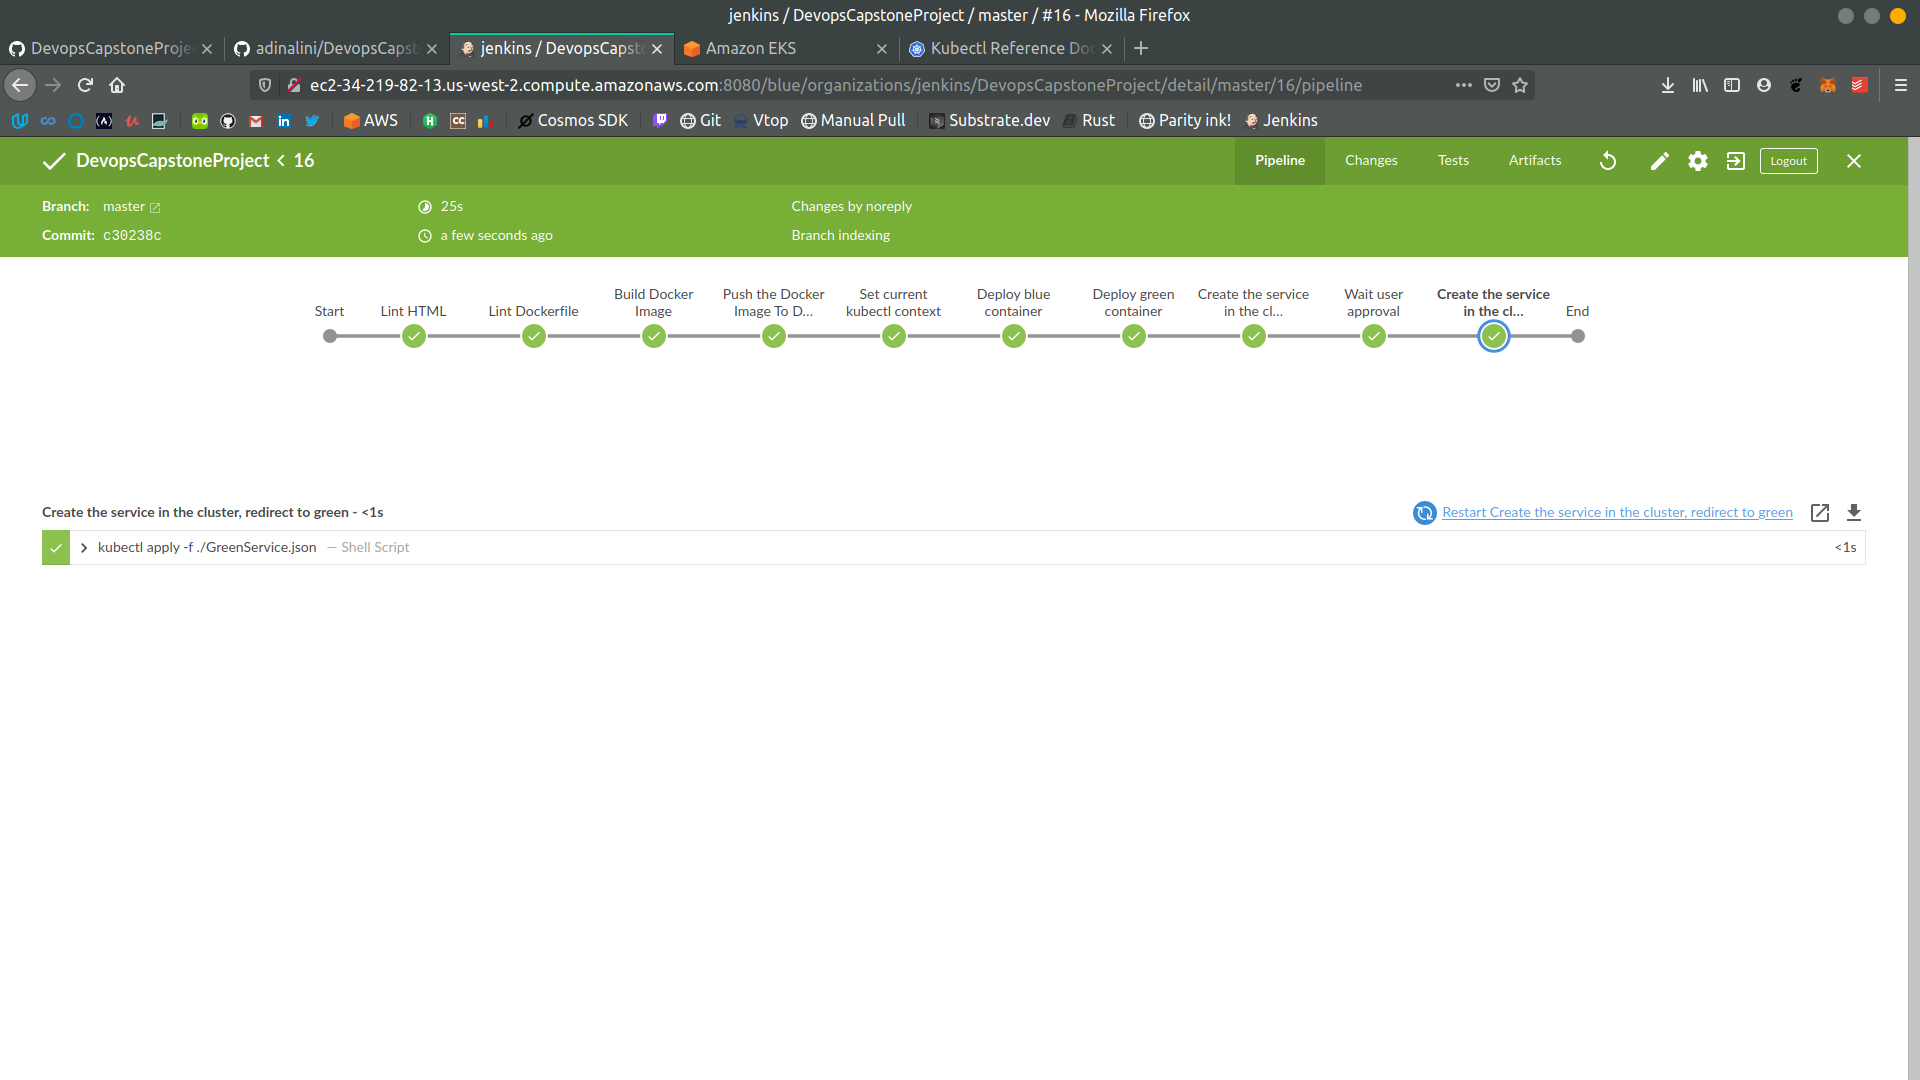 jenkins / DevopsCapstoneProject / master / #16 - Mozilla Firefox
DevopsCapstoneProje
adinalini/DevopsCapst
jenkins / DevopsCapst
Amazon EKS
Kubectl Reference Do
ec2-34-219-82-13.us-west-2.compute.amazonaws.com:8080/blue/organizations/jenkins/DevopsCapstoneProject/detail/master/16/pipeline
AWS
Cosmos SDK
Git
Vtop
Manual Pull
Substrate.dev
Rust
Parity ink!
Jenkins
DevopsCapstoneProject < 16
Pipeline
Changes
Tests
Artifacts
Logout
Branch: master
25s
Changes by noreply
Commit: c30238c
a few seconds ago
Branch indexing
Start
Lint HTML
Lint Dockerfile
Build Docker
Image
Push the Docker
Image To D...
Set current
kubectl context
Deploy blue
container
Deploy green
container
Create the service
in the cl...
Wait user
approval
Create the service
in the cl...
End
Create the service in the cluster, redirect to green - <1s
Restart Create the service in the cluster, redirect to green
kubectl apply -f ./GreenService.json — Shell Script
<1s